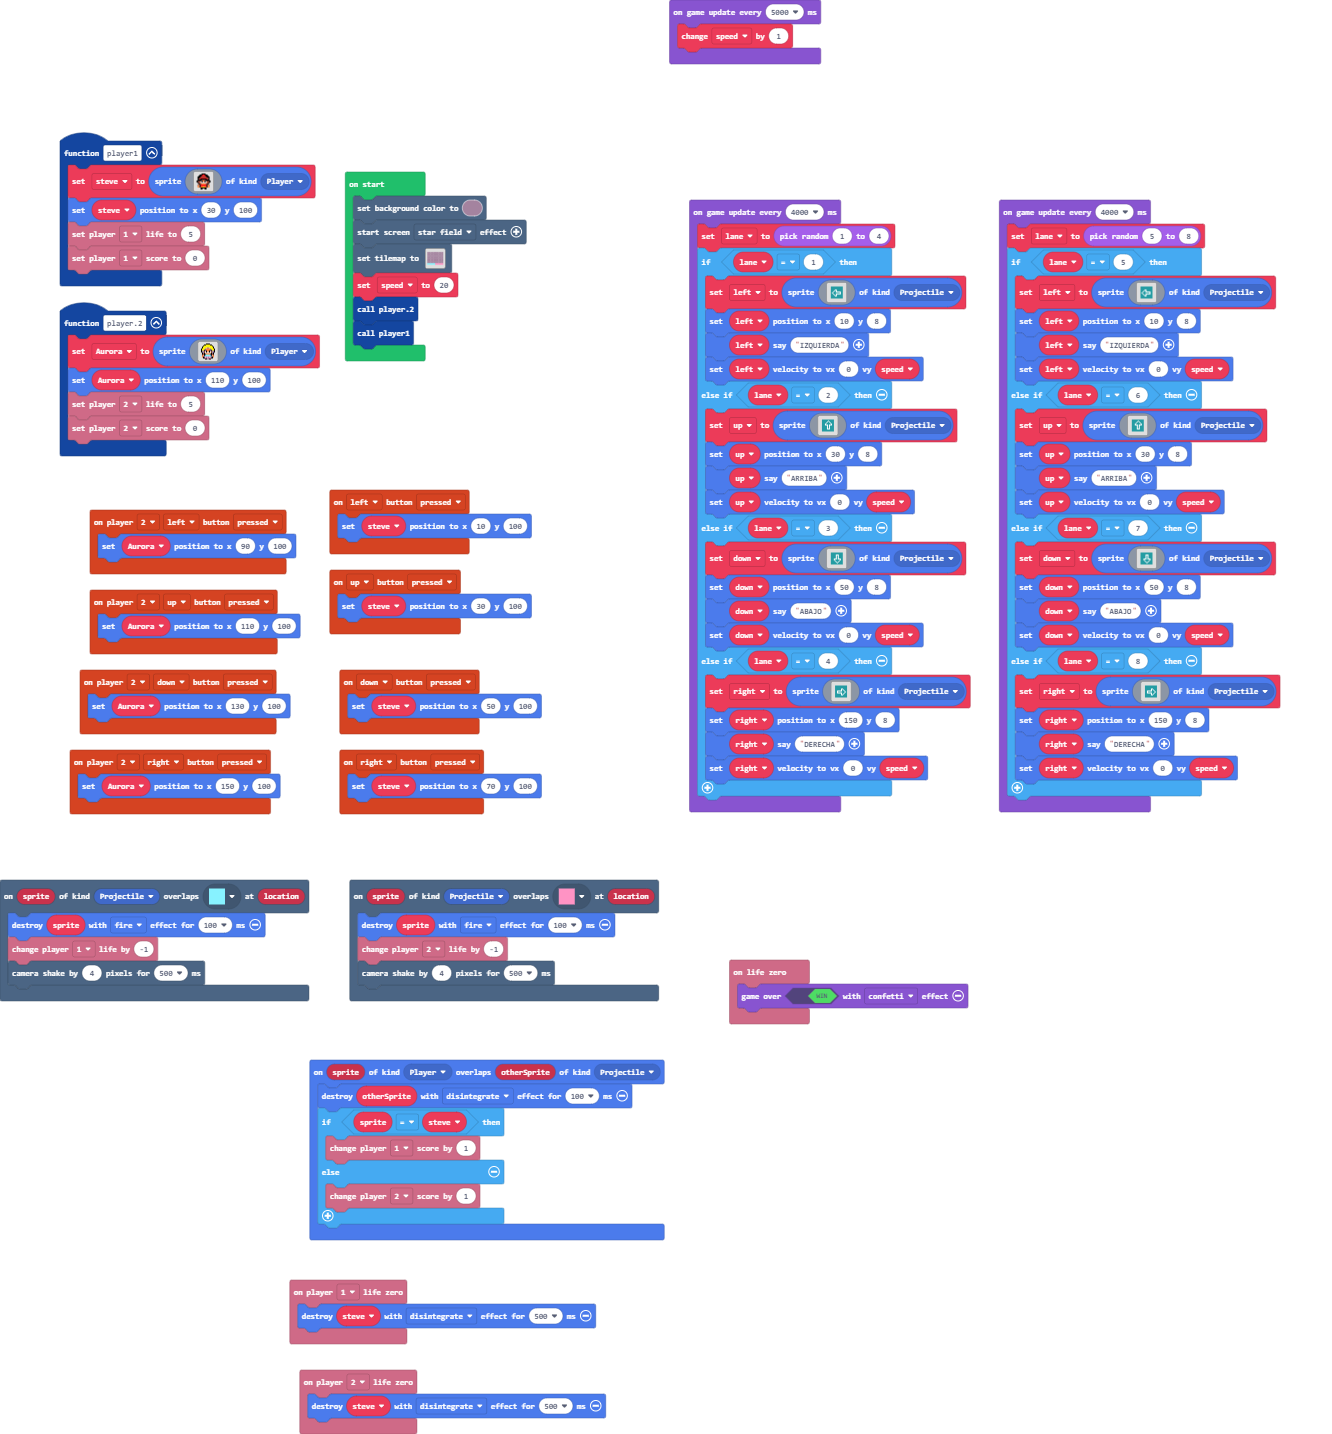 on game update every 5000 ms
change speed by 1
function player1
set steve to sprite of kind Player
set steve position to x 30 y 100
set player 1 life to 5
set player 1 score to 0
function player.2
set Aurora to sprite of kind Player
set Aurora position to x 110 y 100
set player 2 life to 5
set player 2 score to 0
on start
set background color to
start screen star field effect
set tilemap to
set speed to 20
call player.2
call player1
on player 2 left button pressed
set Aurora position to x 90 y 100
on player 2 up button pressed
set Aurora position to x 110 y 100
on player 2 down button pressed
set Aurora position to x 130 y 100
on player 2 right button pressed
set Aurora position to x 150 y 100
on left button pressed
set steve position to x 10 y 100
on up button pressed
set steve position to x 30 y 100
on down button pressed
set steve position to x 50 y 100
on right button pressed
set steve position to x 70 y 100
on game update every 4000 ms
set lane to pick random 1 to 4
if lane = 1 then
set left to sprite of kind Projectile
set left position to x 10 y 8
left say "IZQUIERDA"
set left velocity to vx 0 vy speed
else if lane = 2 then
set up to sprite of kind Projectile
set up position to x 30 y 8
up say "ARRIBA"
set up velocity to vx 0 vy speed
else if lane = 3 then
set down to sprite of kind Projectile
set down position to x 50 y 8
down say "ABAJO"
set down velocity to vx 0 vy speed
else if lane = 4 then
set right to sprite of kind Projectile
set right position to x 150 y 8
right say "DERECHA"
set right velocity to vx 0 vy speed
on game update every 4000 ms
set lane to pick random 5 to 8
if lane = 5 then
set left to sprite of kind Projectile
set left position to x 10 y 8
left say "IZQUIERDA"
set left velocity to vx 0 vy speed
else if lane = 6 then
set up to sprite of kind Projectile
set up position to x 30 y 8
up say "ARRIBA"
set up velocity to vx 0 vy speed
else if lane = 7 then
set down to sprite of kind Projectile
set down position to x 50 y 8
down say "ABAJO"
set down velocity to vx 0 vy speed
else if lane = 8 then
set right to sprite of kind Projectile
set right position to x 150 y 8
right say "DERECHA"
set right velocity to vx 0 vy speed
on sprite of kind Projectile overlaps at location
destroy sprite with fire effect for 100 ms
change player 1 life by -1
camera shake by 4 pixels for 500 ms
on sprite of kind Projectile overlaps at location
destroy sprite with fire effect for 100 ms
change player 2 life by -1
camera shake by 4 pixels for 500 ms
on life zero
game over WIN with confetti effect
on sprite of kind Player overlaps otherSprite of kind Projectile
destroy otherSprite with disintegrate effect for 100 ms
if sprite = steve then
change player 1 score by 1
else
change player 2 score by 1
on player 1 life zero
destroy steve with disintegrate effect for 500 ms
on player 2 life zero
destroy steve with disintegrate effect for 500 ms